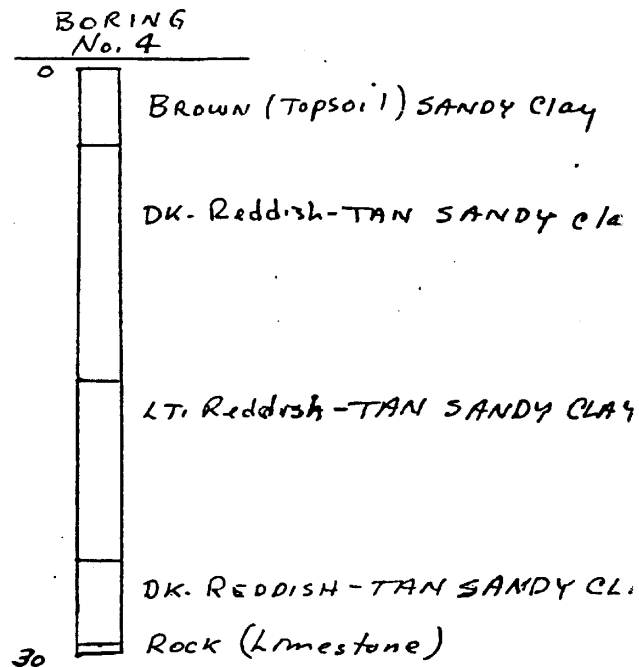 BORING
No. 4
0
BROWN (Topsoil) SANDY Clay
DK. Reddish-TAN SANDY cla
LT. Reddish-TAN SANDY CLAY
DK. REDDISH-TAN SANDY CL
ROCK (Limestone)
30